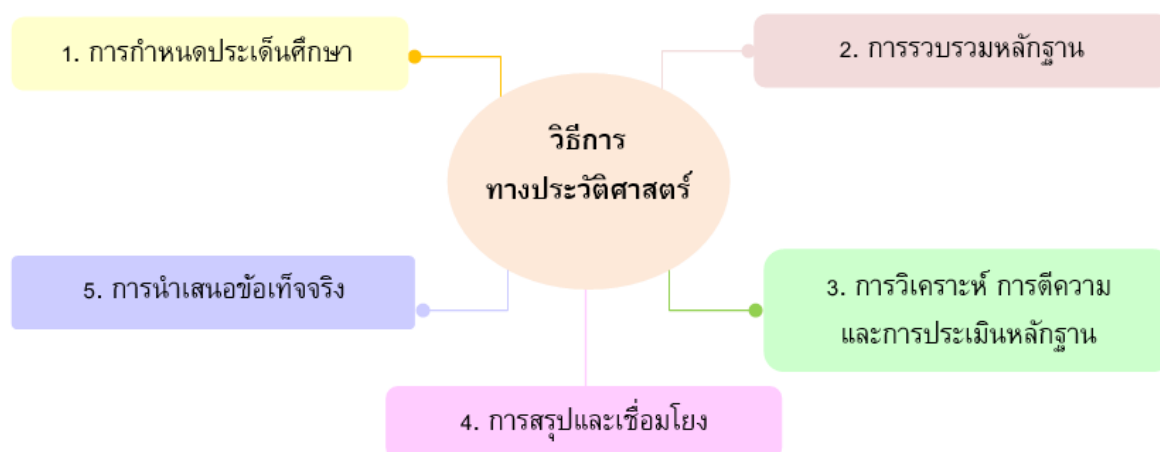 1. การกำหนดประเด็นศึกษา
2. การรวบรวมหลักฐาน
วิธีการ
ทางประวัติศาสตร์
5. การนำเสนอข้อเท็จจริง
3. การวิเคราะห์ การตีความ
และการประเมินหลักฐาน
4. การสรุปและเชื่อมโยง